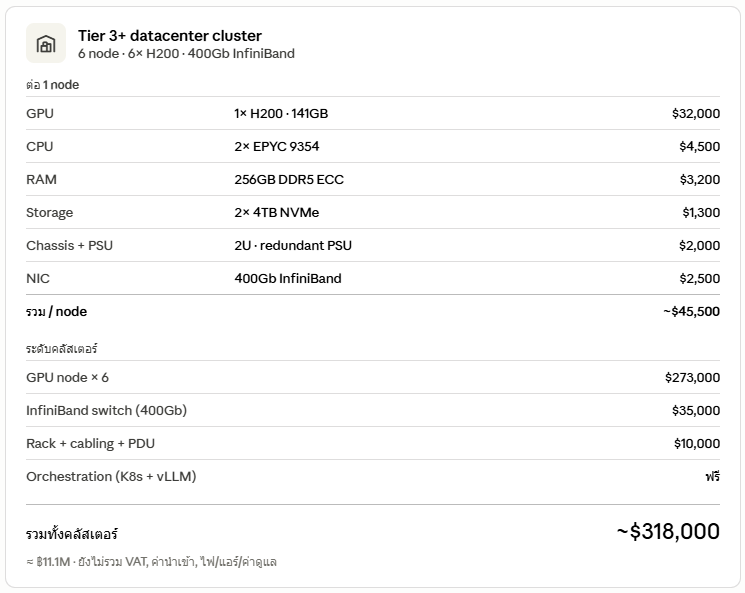 Tier 3+ datacenter cluster
6 node · 6× H200 · 400Gb InfiniBand
ต่อ 1 node
GPU 1× H200 · 141GB $32,000
CPU 2× EPYC 9354 $4,500
RAM 256GB DDR5 ECC $3,200
Storage 2× 4TB NVMe $1,300
Chassis + PSU 2U · redundant PSU $2,000
NIC 400Gb InfiniBand $2,500
รวม / node ~$45,500
ระดับคลัสเตอร์
GPU node × 6 $273,000
InfiniBand switch (400Gb) $35,000
Rack + cabling + PDU $10,000
Orchestration (K8s + vLLM) ฟรี
รวมทั้งคลัสเตอร์ ~$318,000
≈ ฿11.1M · ยังไม่รวม VAT, ค่านำเข้า, ไฟ/แอร์/ค่าดูแล